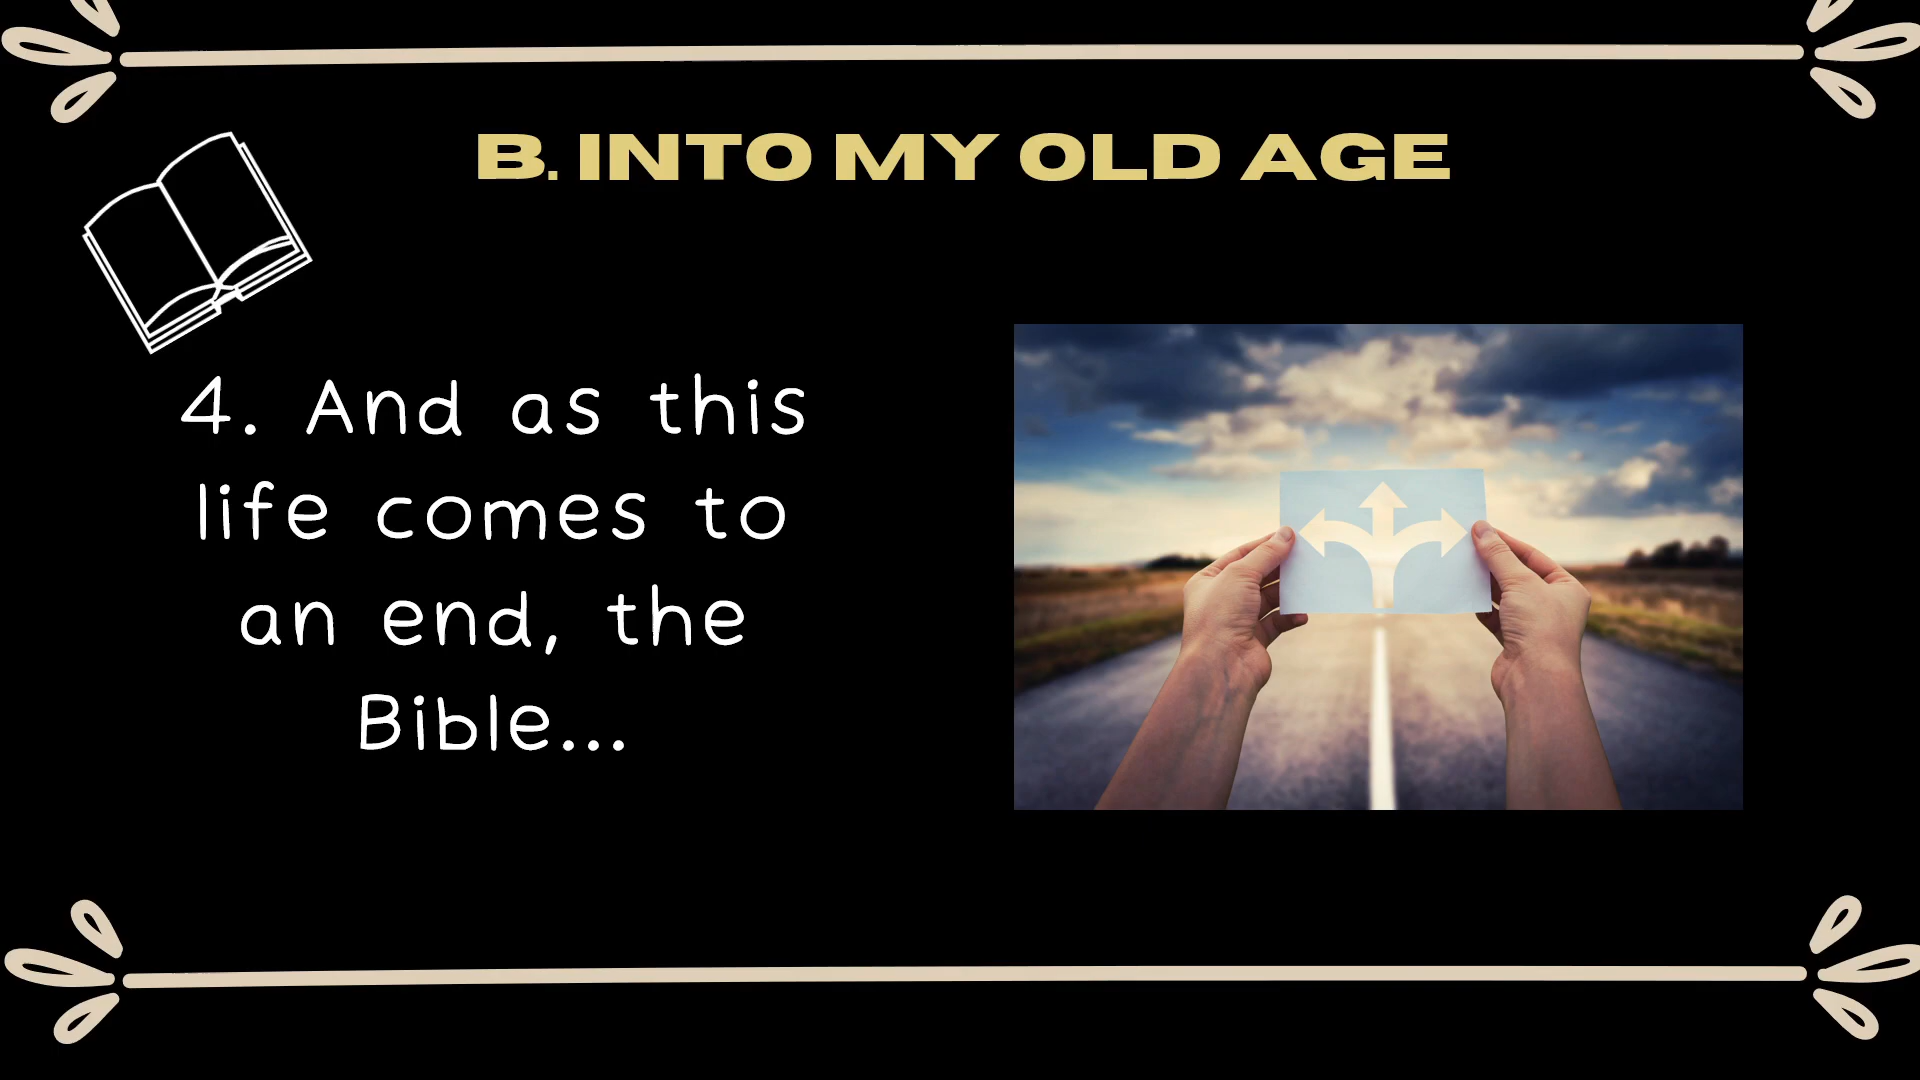 B. INTO MY OLD AGE
4. And as this
life comes to
an end, the
Bible...